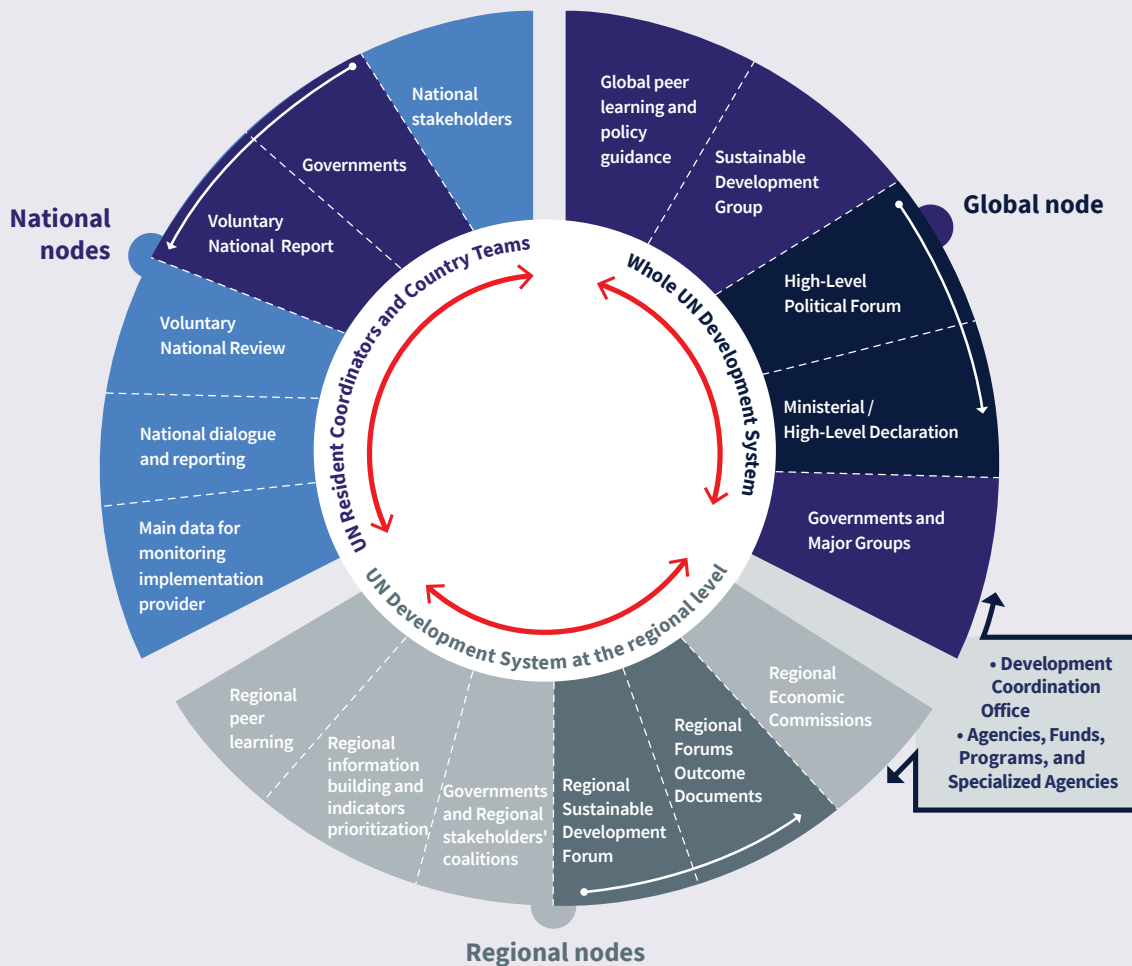 National
nodes
National
stakeholders
Governments
Voluntary
National Report
Voluntary
National Review
National dialogue
and reporting
Main data for
monitoring
implementation
provider
UN Resident Coordinators and Country Teams
Global node
Global peer
learning and
policy
guidance
Sustainable
Development
Group
High-Level
Political Forum
Ministerial /
High-Level Declaration
Governments and
Major Groups
Whole UN Development System
• Development
Coordination
Office
• Agencies, Funds,
Programs, and
Specialized Agencies
UN Development System at the regional level
Regional
peer
learning
Regional
information
building and
indicators
prioritization
Governments
and Regional
stakeholders'
coalitions
Regional
Sustainable
Development
Forum
Regional
Forums
Outcome
Documents
Regional
Economic
Commissions
Regional nodes